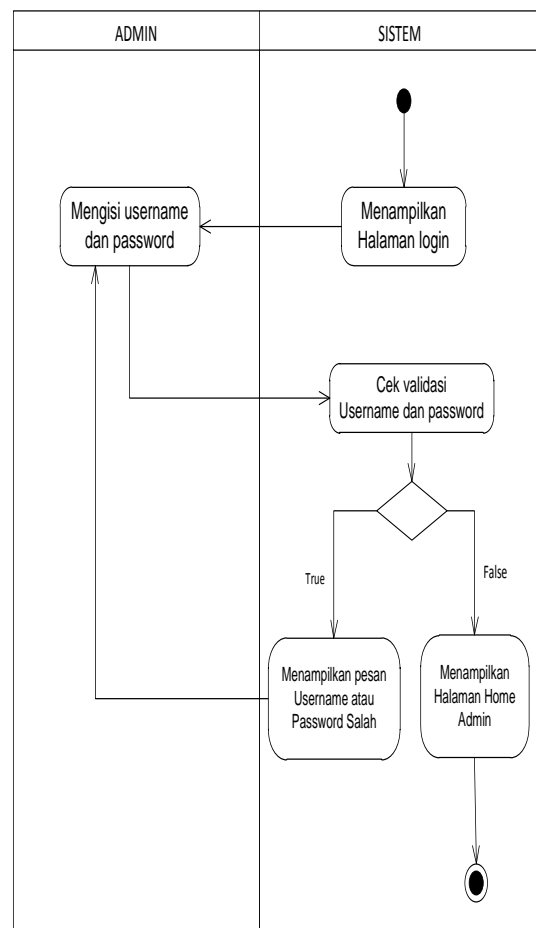 ADMIN
SISTEM
Mengisi username
dan password
Menampilkan
Halaman login
Cek validasi
Username dan password
True
False
Menampilkan pesan
Username atau
Password Salah
Menampilkan
Halaman Home
Admin